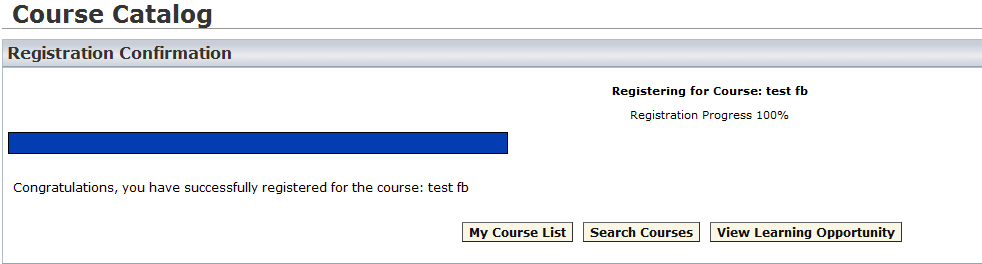 Course Catalog
Registration Confirmation
Registering for Course: test fb
Registration Progress 100%
Congratulations, you have successfully registered for the course: test fb
My Course List Search Courses View Learning Opportunity